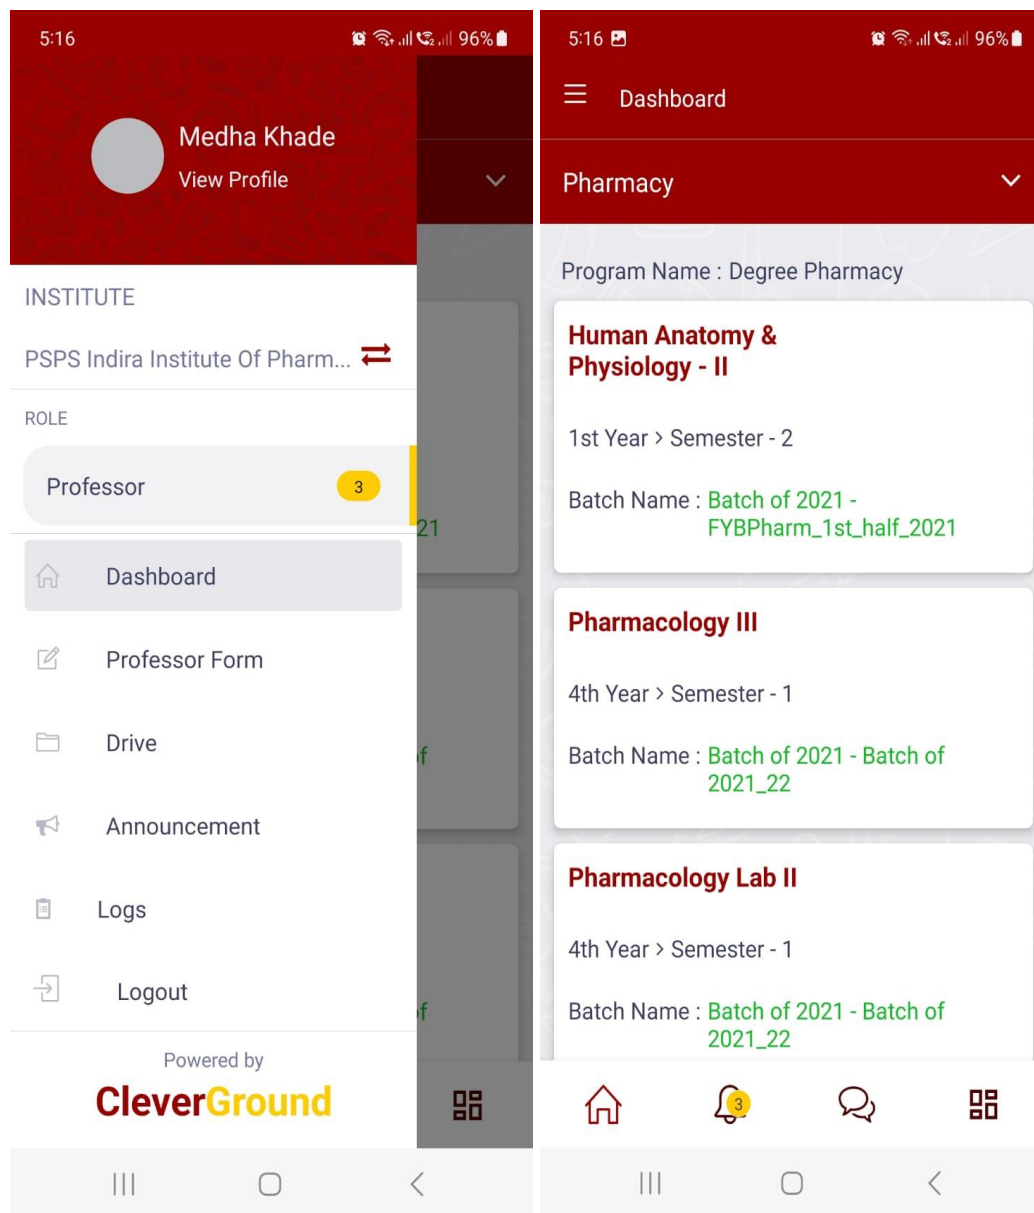 5:16
96%
Medha Khade
View Profile
INSTITUTE
PSPS Indira Institute Of Pharm...
ROLE
Professor
3
21
Dashboard
Professor Form
Drive
of
Announcement
Logs
Logout
of
Powered by
CleverGround
5:16
96%
Dashboard
Pharmacy
Program Name : Degree Pharmacy
Human Anatomy &
Physiology - II
1st Year > Semester - 2
Batch Name : Batch of 2021 -
FYBPharm_1st_half_2021
Pharmacology III
4th Year > Semester - 1
Batch Name : Batch of 2021 - Batch of
2021_22
Pharmacology Lab II
4th Year > Semester - 1
Batch Name : Batch of 2021 - Batch of
2021_22
3